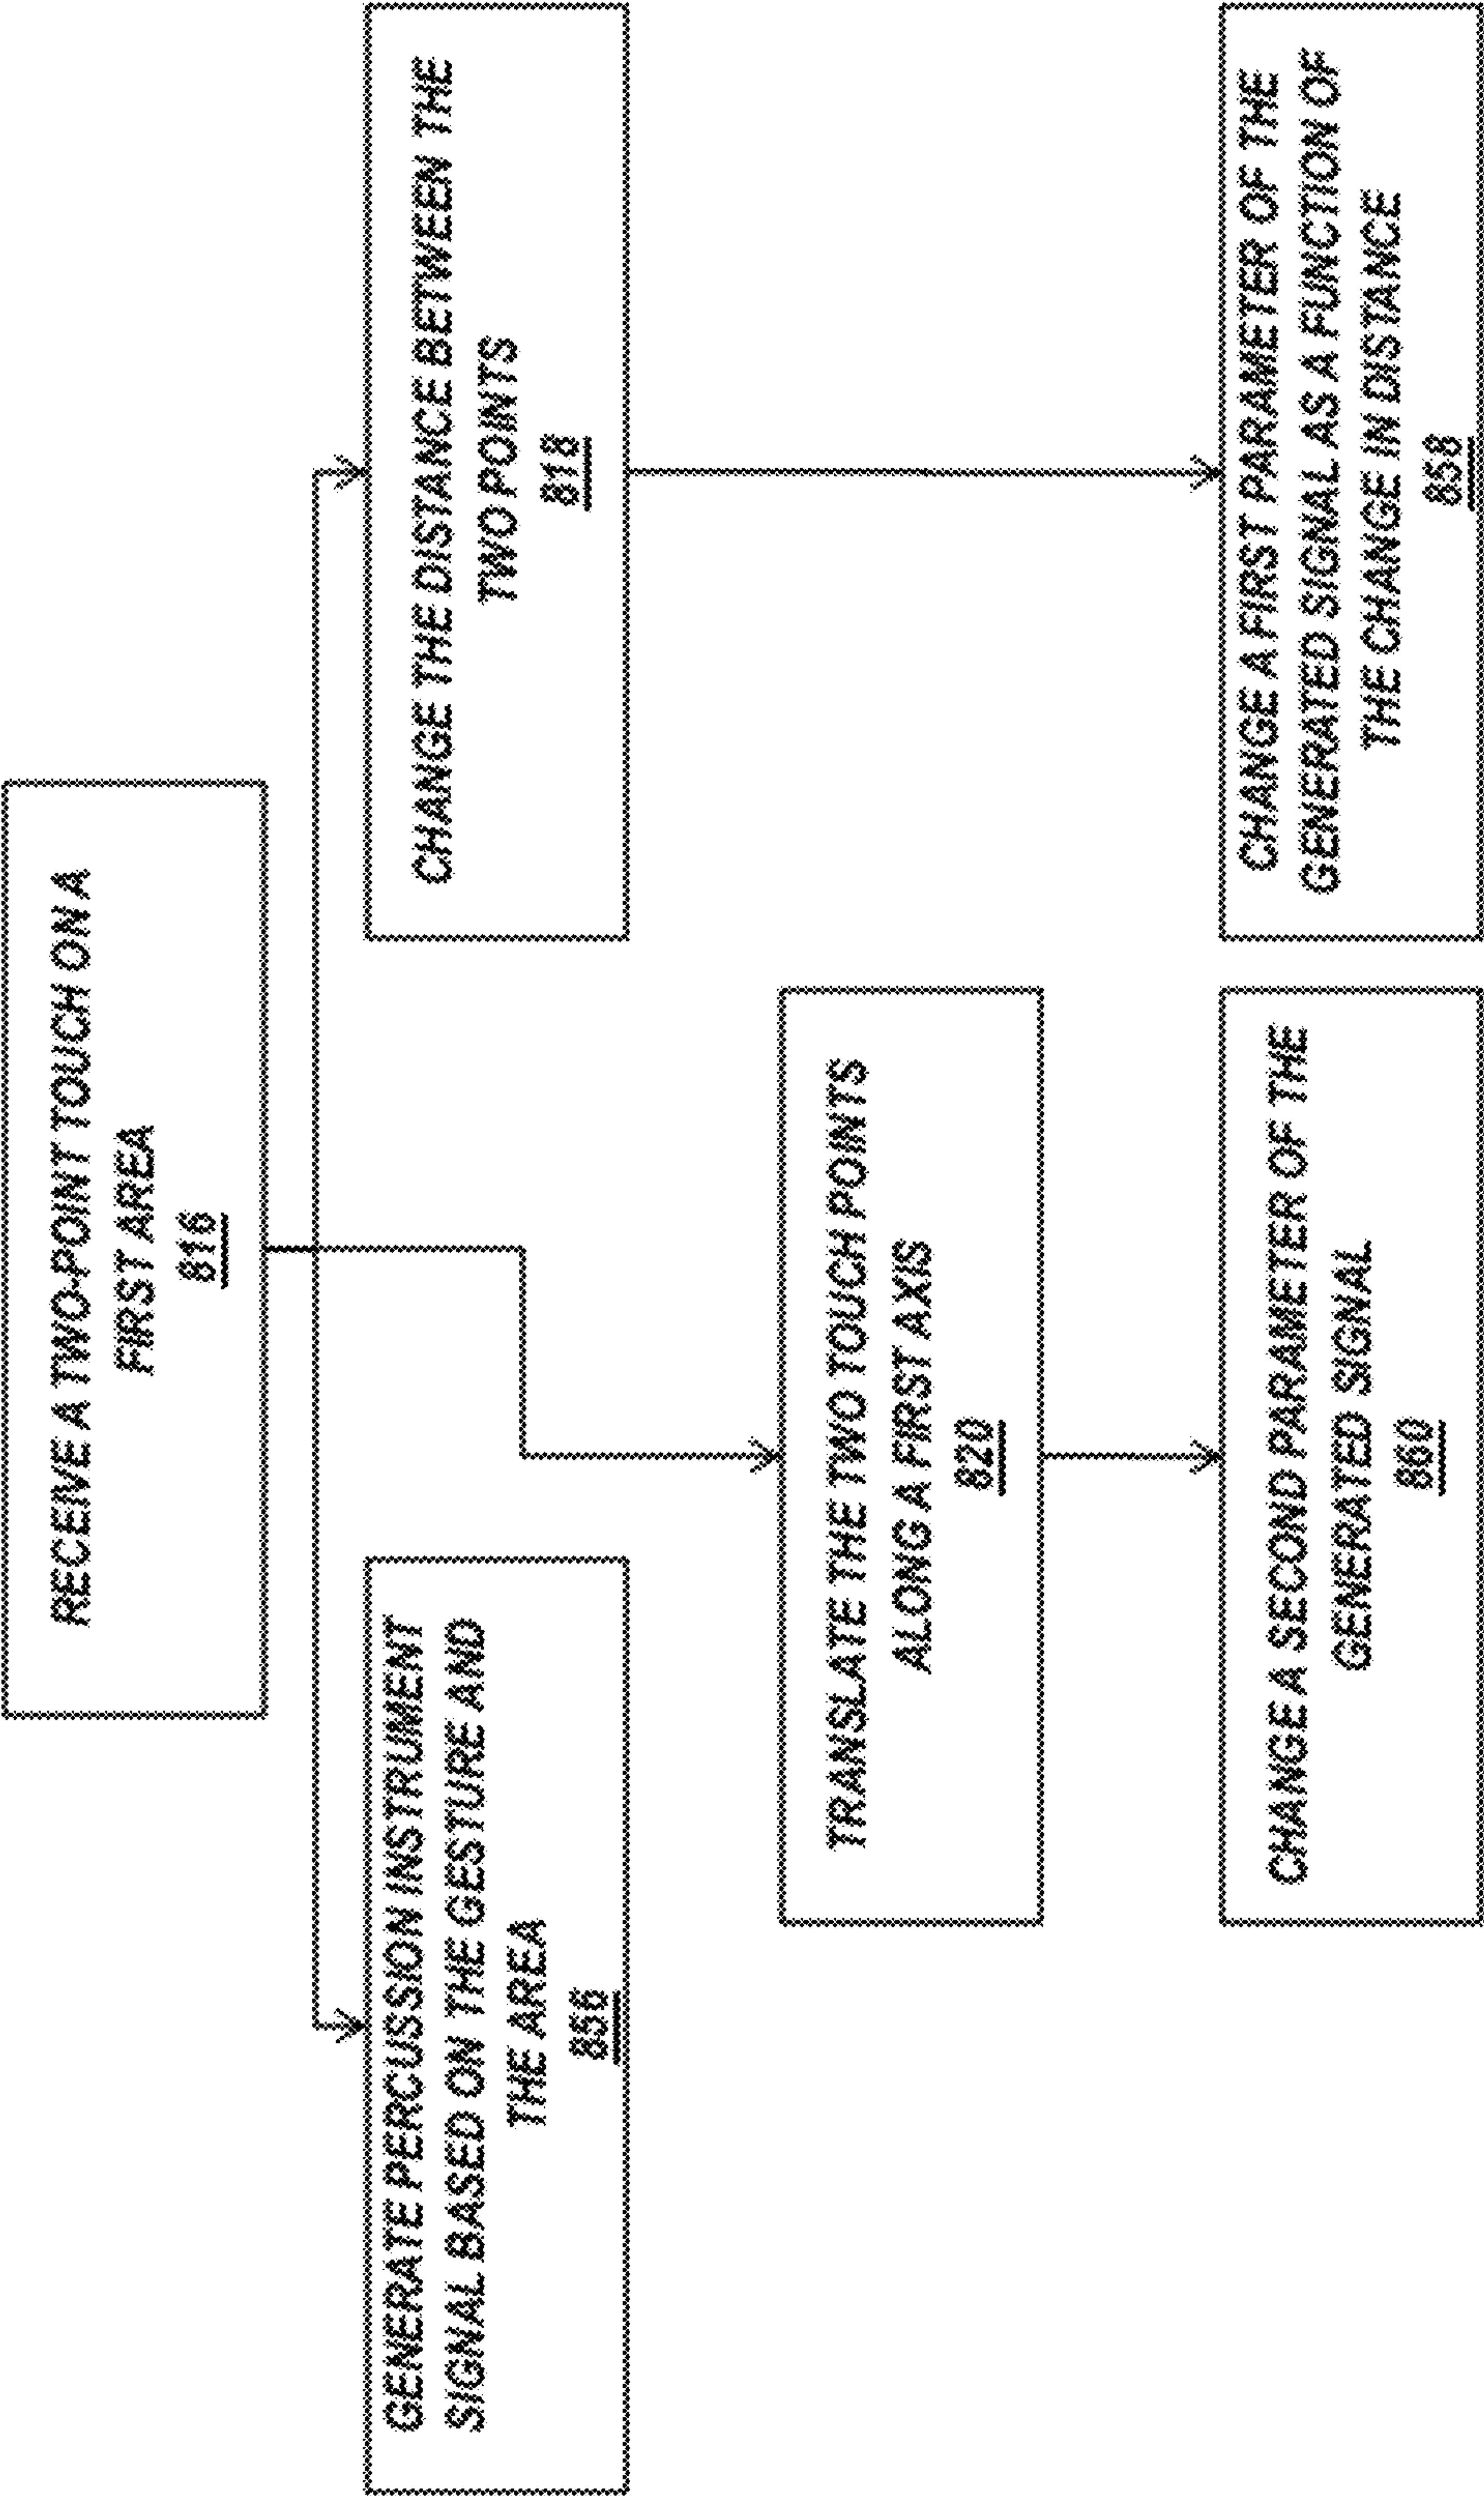 RECEIVE A TWO-POINT TOUCH ON A
FIRST AREA
816
GENERATE PERCUSSION INSTRUMENT
SIGNAL BASED ON THE GESTURE AND
THE AREA
856
CHANGE THE DISTANCE BETWEEN THE
TWO POINTS
818
TRANSLATE THE TWO TOUCH POINTS
ALONG A FIRST AXIS
820
CHANGE A SECOND PARAMETER OF THE
GENERATED SIGNAL
860
CHANGE A FIRST PARAMETER OF THE
GENERATED SIGNAL AS A FUNCTION OF
THE CHANGE IN DISTANCE
858